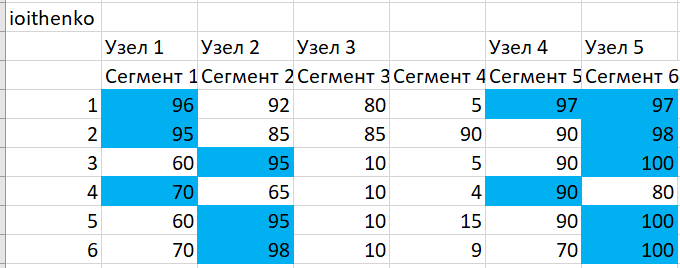 ioithenko
Узел 1 Узел 2 Узел 3 Узел 4 Узел 5
Сегмент 1 Сегмент 2 Сегмент 3 Сегмент 4 Сегмент 5 Сегмент 6
1 96 92 80 5 97 97
2 95 85 85 90 90 98
3 60 95 10 5 90 100
4 70 65 10 4 90 80
5 60 95 10 15 90 100
6 70 98 10 9 70 100